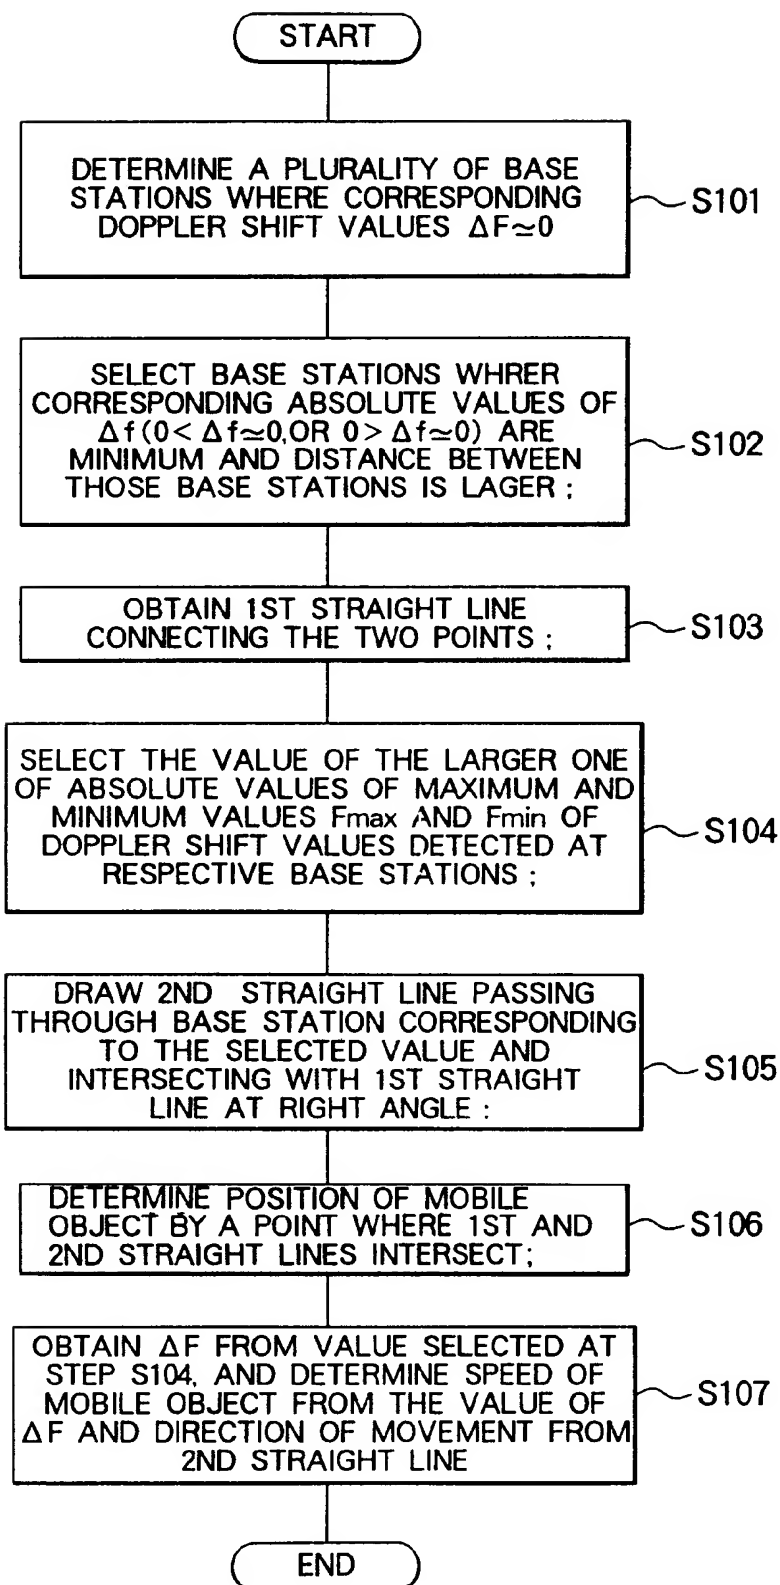 START
DETERMINE A PLURALITY OF BASE
STATIONS WHERE CORRESPONDING
DOPPLER SHIFT VALUES ΔF≃0
S101
SELECT BASE STATIONS WHRER
CORRESPONDING ABSOLUTE VALUES OF
Δf(0< Δf≃0,OR 0> Δf≃0) ARE
MINIMUM AND DISTANCE BETWEEN
THOSE BASE STATIONS IS LAGER ;
S102
OBTAIN 1ST STRAIGHT LINE
CONNECTING THE TWO POINTS ;
S103
SELECT THE VALUE OF THE LARGER ONE
OF ABSOLUTE VALUES OF MAXIMUM AND
MINIMUM VALUES Fmax AND Fmin OF
DOPPLER SHIFT VALUES DETECTED AT
RESPECTIVE BASE STATIONS ;
S104
DRAW 2ND STRAIGHT LINE PASSING
THROUGH BASE STATION CORRESPONDING
TO THE SELECTED VALUE AND
INTERSECTING WITH 1ST STRAIGHT
LINE AT RIGHT ANGLE :
S105
DETERMINE POSITION OF MOBILE
OBJECT BY A POINT WHERE 1ST AND
2ND STRAIGHT LINES INTERSECT;
S106
OBTAIN ΔF FROM VALUE SELECTED AT
STEP S104, AND DETERMINE SPEED OF
MOBILE OBJECT FROM THE VALUE OF
ΔF AND DIRECTION OF MOVEMENT FROM
2ND STRAIGHT LINE
S107
END